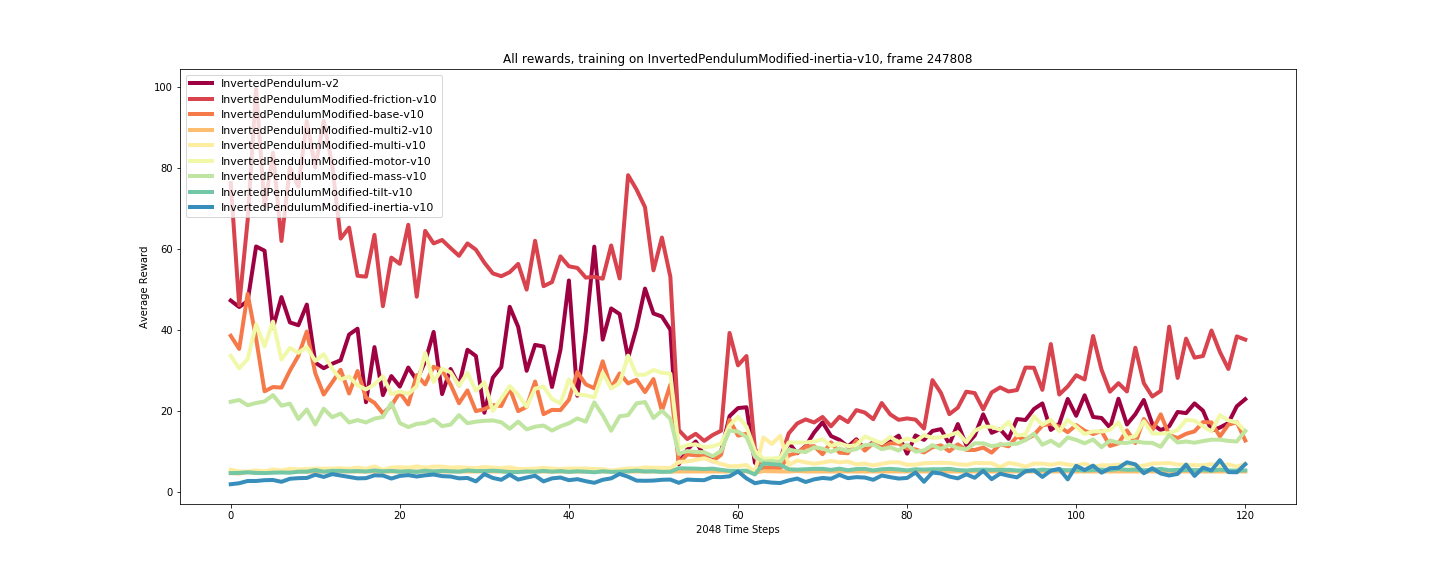 All rewards, training on InvertedPendulumModified-inertia-v10, frame 247808
InvertedPendulum-v2
InvertedPendulumModified-friction-v10
InvertedPendulumModified-base-v10
InvertedPendulumModified-multi2-v10
InvertedPendulumModified-multi-v10
InvertedPendulumModified-motor-v10
InvertedPendulumModified-mass-v10
InvertedPendulumModified-tilt-v10
InvertedPendulumModified-inertia-v10
Average Reward
100
80
60
40
20
0
0 20 40 60 80 100 120
2048 Time Steps